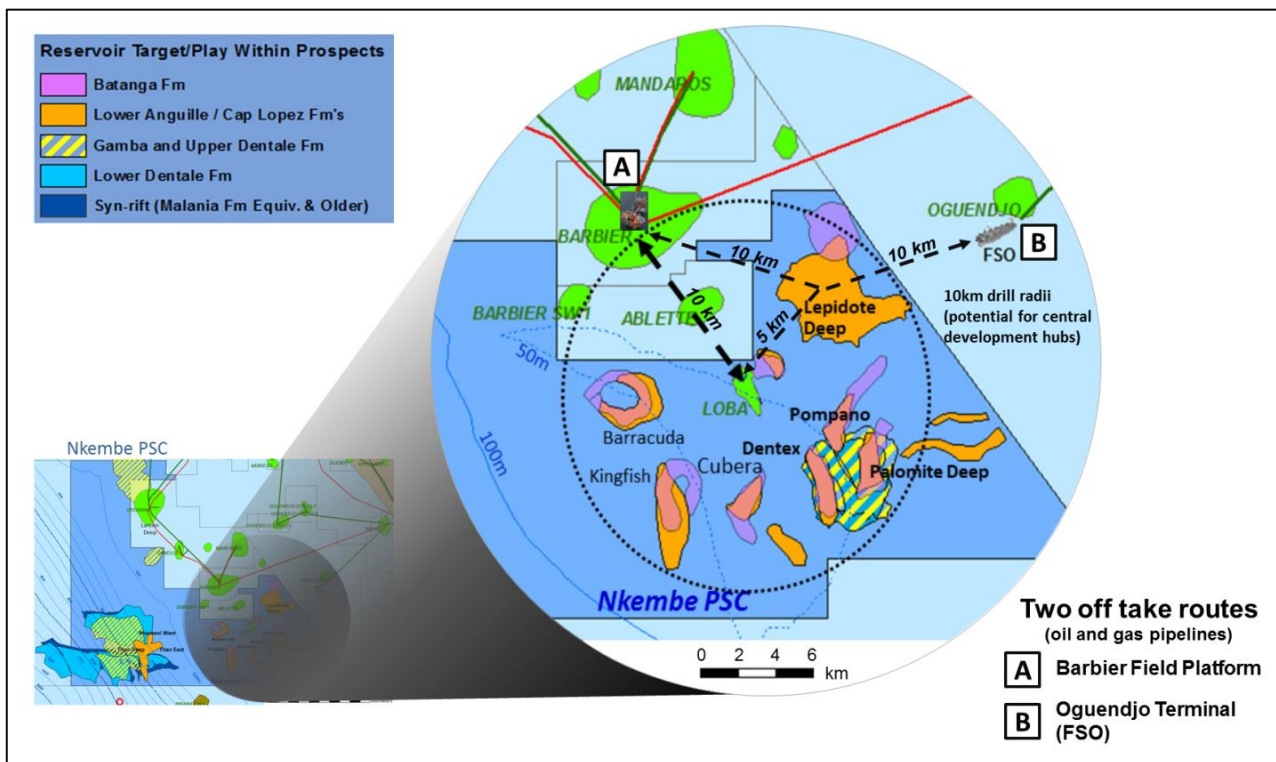 Reservoir Target/Play Within Prospects
Batanga Fm
Lower Anguille / Cap Lopez Fm's
Gamba and Upper Dentale Fm
Lower Dentale Fm
Syn-rift (Malania Fm Equiv. & Older)
MANDAROS
A
BARBIER
OGUENDJO
B
FSO
10 km
10 km
10 km
5 km
Lepidote
Deep
10km drill radii
(potential for central
development hubs)
BARBIER SW-1
ABLETTE
50m
100m
LOBA
Pompano
Barracuda
Dentex
Kingfish
Cubera
Palomite Deep
Nkembe PSC
0 2 4 6
km
Nkembe PSC
Two off take routes
(oil and gas pipelines)
A Barbier Field Platform
B Oguendjo Terminal
(FSO)